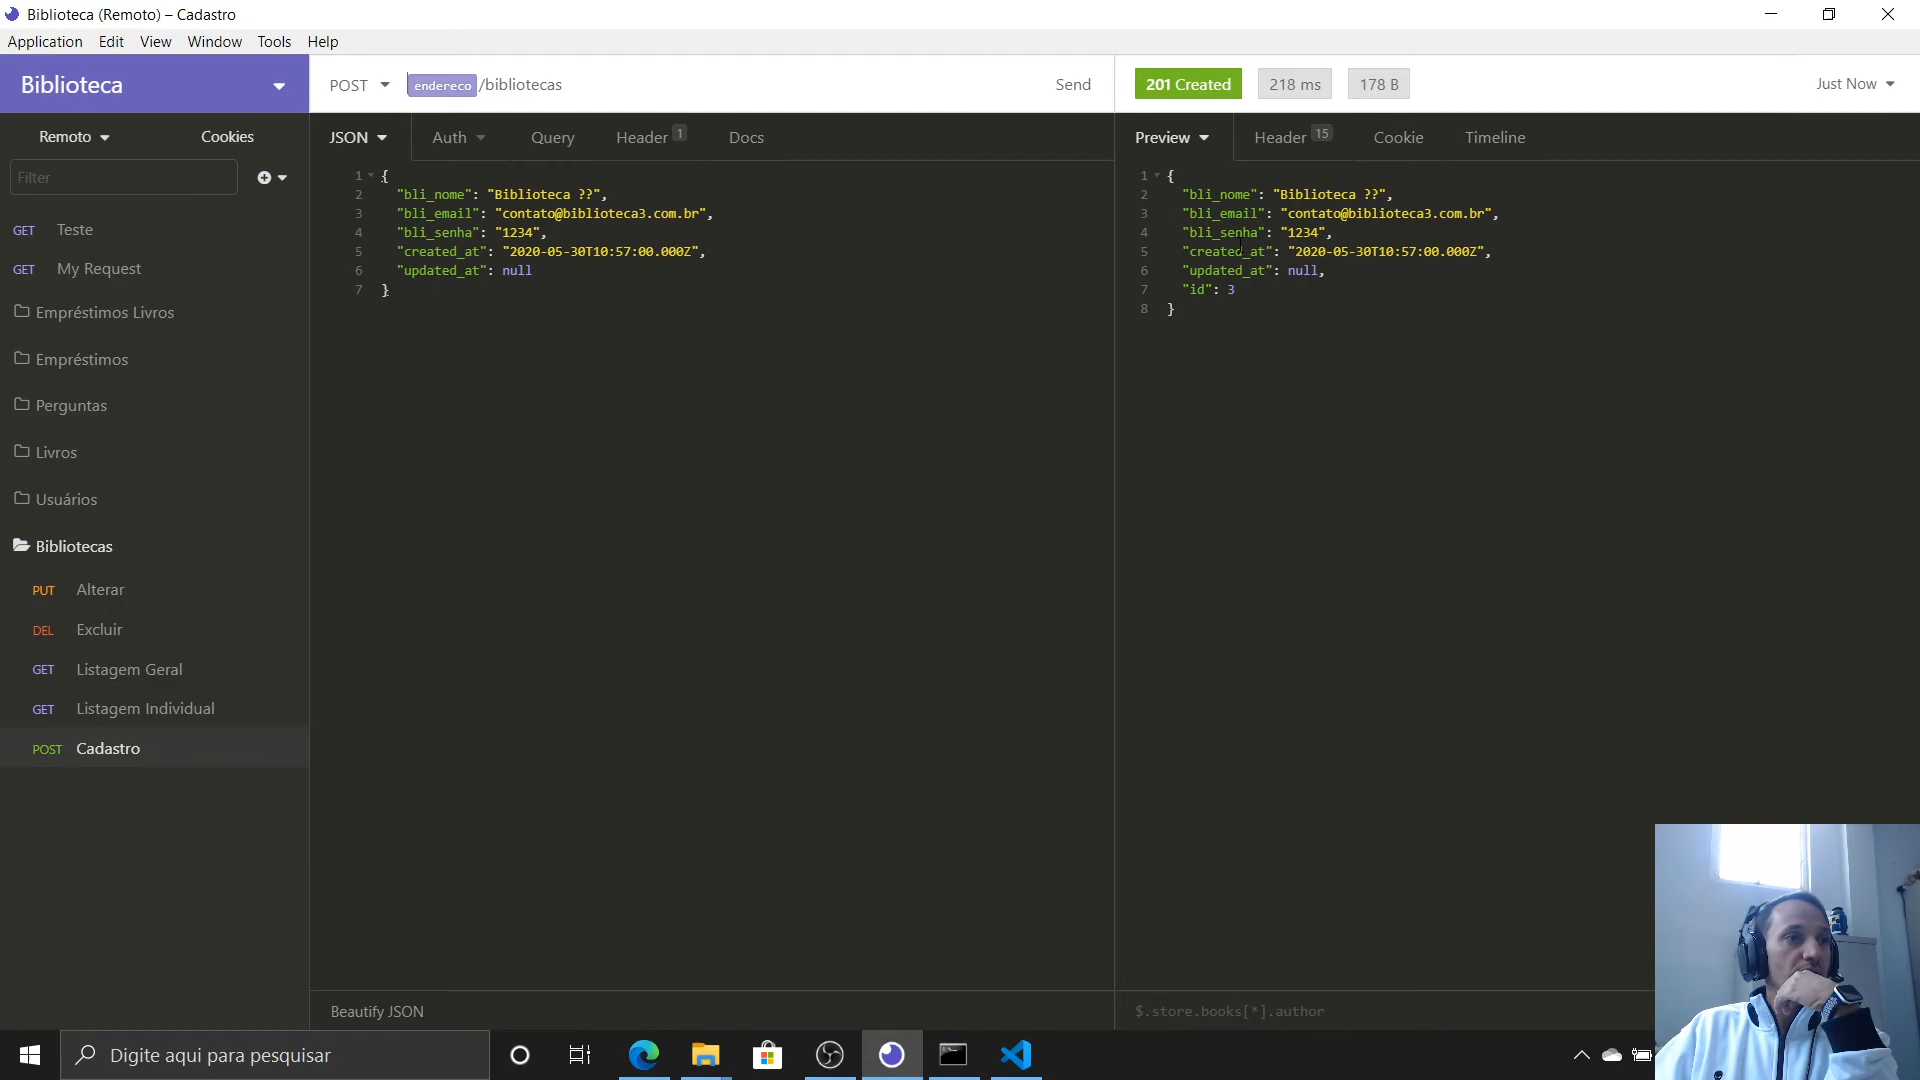 Biblioteca (Remoto) – Cadastro
Application Edit View Window Tools Help
Biblioteca
POST endereco /bibliotecas Send
201 Created 218 ms 178 B Just Now
Remoto Cookies
JSON Auth Query Header 1 Docs
Preview Header 15 Cookie Timeline
Filter
1 {
2 "bli_nome": "Biblioteca ??",
3 "bli_email": "contato@biblioteca3.com.br",
4 "bli_senha": "1234",
5 "created_at": "2020-05-30T10:57:00.000Z",
6 "updated_at": null
7 }
1 {
2 "bli_nome": "Biblioteca ??",
3 "bli_email": "contato@biblioteca3.com.br",
4 "bli_senha": "1234",
5 "created_at": "2020-05-30T10:57:00.000Z",
6 "updated_at": null,
7 "id": 3
8 }
GET Teste
GET My Request
Empréstimos Livros
Empréstimos
Perguntas
Livros
Usuários
Bibliotecas
PUT Alterar
DEL Excluir
GET Listagem Geral
GET Listagem Individual
POST Cadastro
Beautify JSON
$.store.books[*].author
Digite aqui para pesquisar